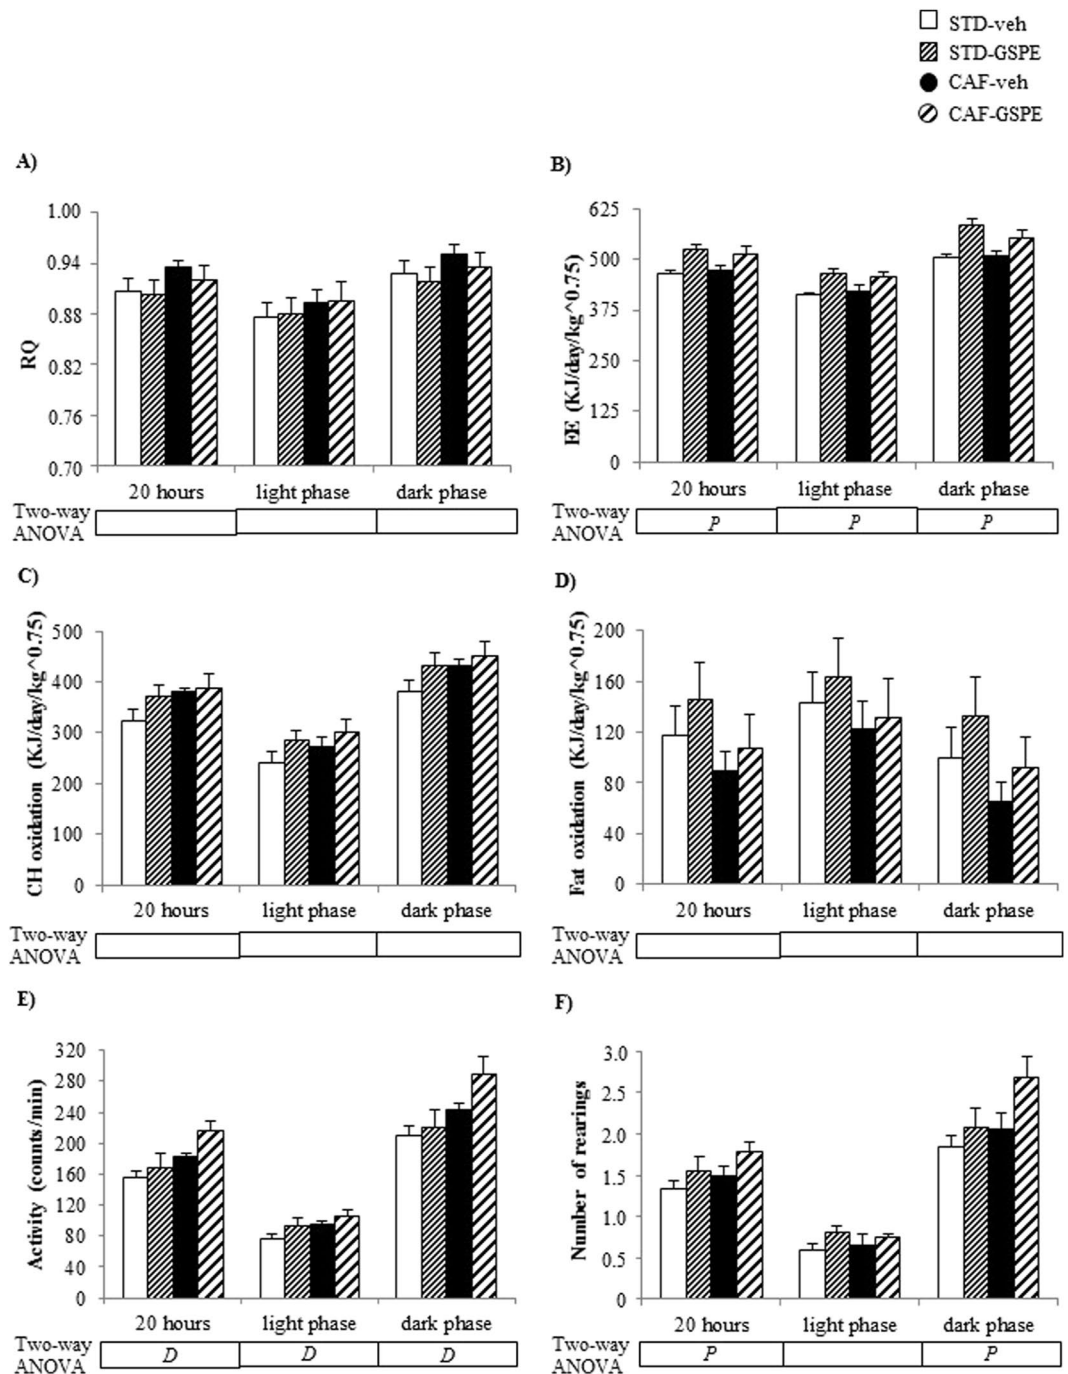 STD-veh
STD-GSPE
CAF-veh
CAF-GSPE
A)
RQ
1.00
0.94
0.88
0.82
0.76
0.70
20 hours light phase dark phase
Two-way
ANOVA
B)
EE (KJ/day/kg^0.75)
625
500
375
250
125
0
20 hours light phase dark phase
Two-way
ANOVA P P P
C)
CH oxidation (KJ/day/kg^0.75)
500
400
300
200
100
0
20 hours light phase dark phase
Two-way
ANOVA
D)
Fat oxidation (KJ/day/kg^0.75)
200
160
120
80
40
0
20 hours light phase dark phase
Two-way
ANOVA
E)
Activity (counts/min)
320
280
240
200
160
120
80
40
0
20 hours light phase dark phase
Two-way
ANOVA D D D
F)
Number of rearings
3.0
2.5
2.0
1.5
1.0
0.5
0
20 hours light phase dark phase
Two-way
ANOVA P P